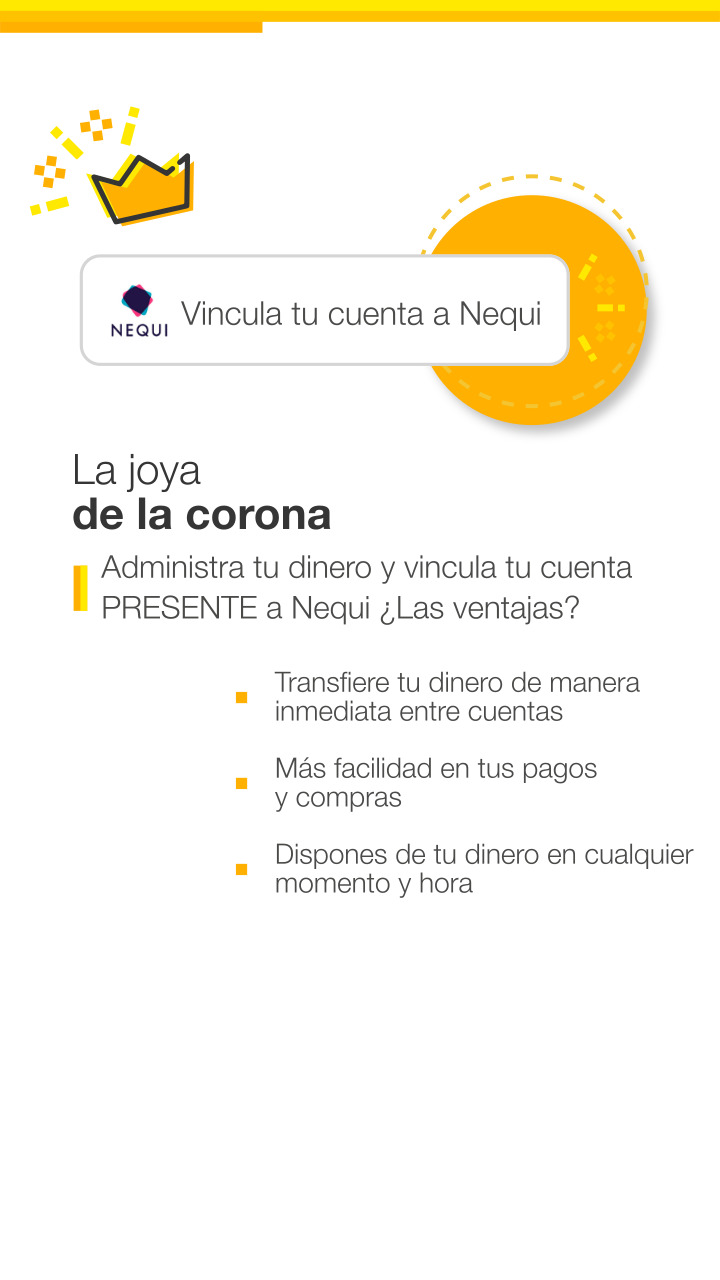 NEQUI
Vincula tu cuenta a Nequi
La joya
de la corona
Administra tu dinero y vincula tu cuenta
PRESENTE a Nequi ¿Las ventajas?
Transfiere tu dinero de manera
inmediata entre cuentas
Más facilidad en tus pagos
y compras
Dispones de tu dinero en cualquier
momento y hora